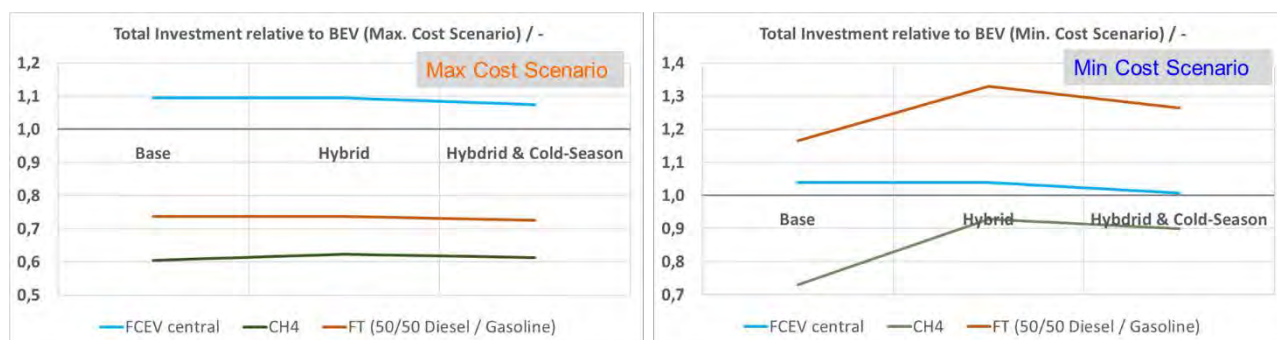 Total Investment relative to BEV (Max. Cost Scenario) / -
Max Cost Scenario
1,2
1,1
1,0
0,9
0,8
0,7
0,6
0,5
Base
Hybrid
Hybdrid & Cold-Season
FCEV central
CH4
FT (50/50 Diesel / Gasoline)
Total Investment relative to BEV (Min. Cost Scenario) / -
Min Cost Scenario
1,4
1,3
1,2
1,1
1,0
0,9
0,8
0,7
Base
Hybrid
Hybdrid & Cold-Season
FCEV central
CH4
FT (50/50 Diesel / Gasoline)